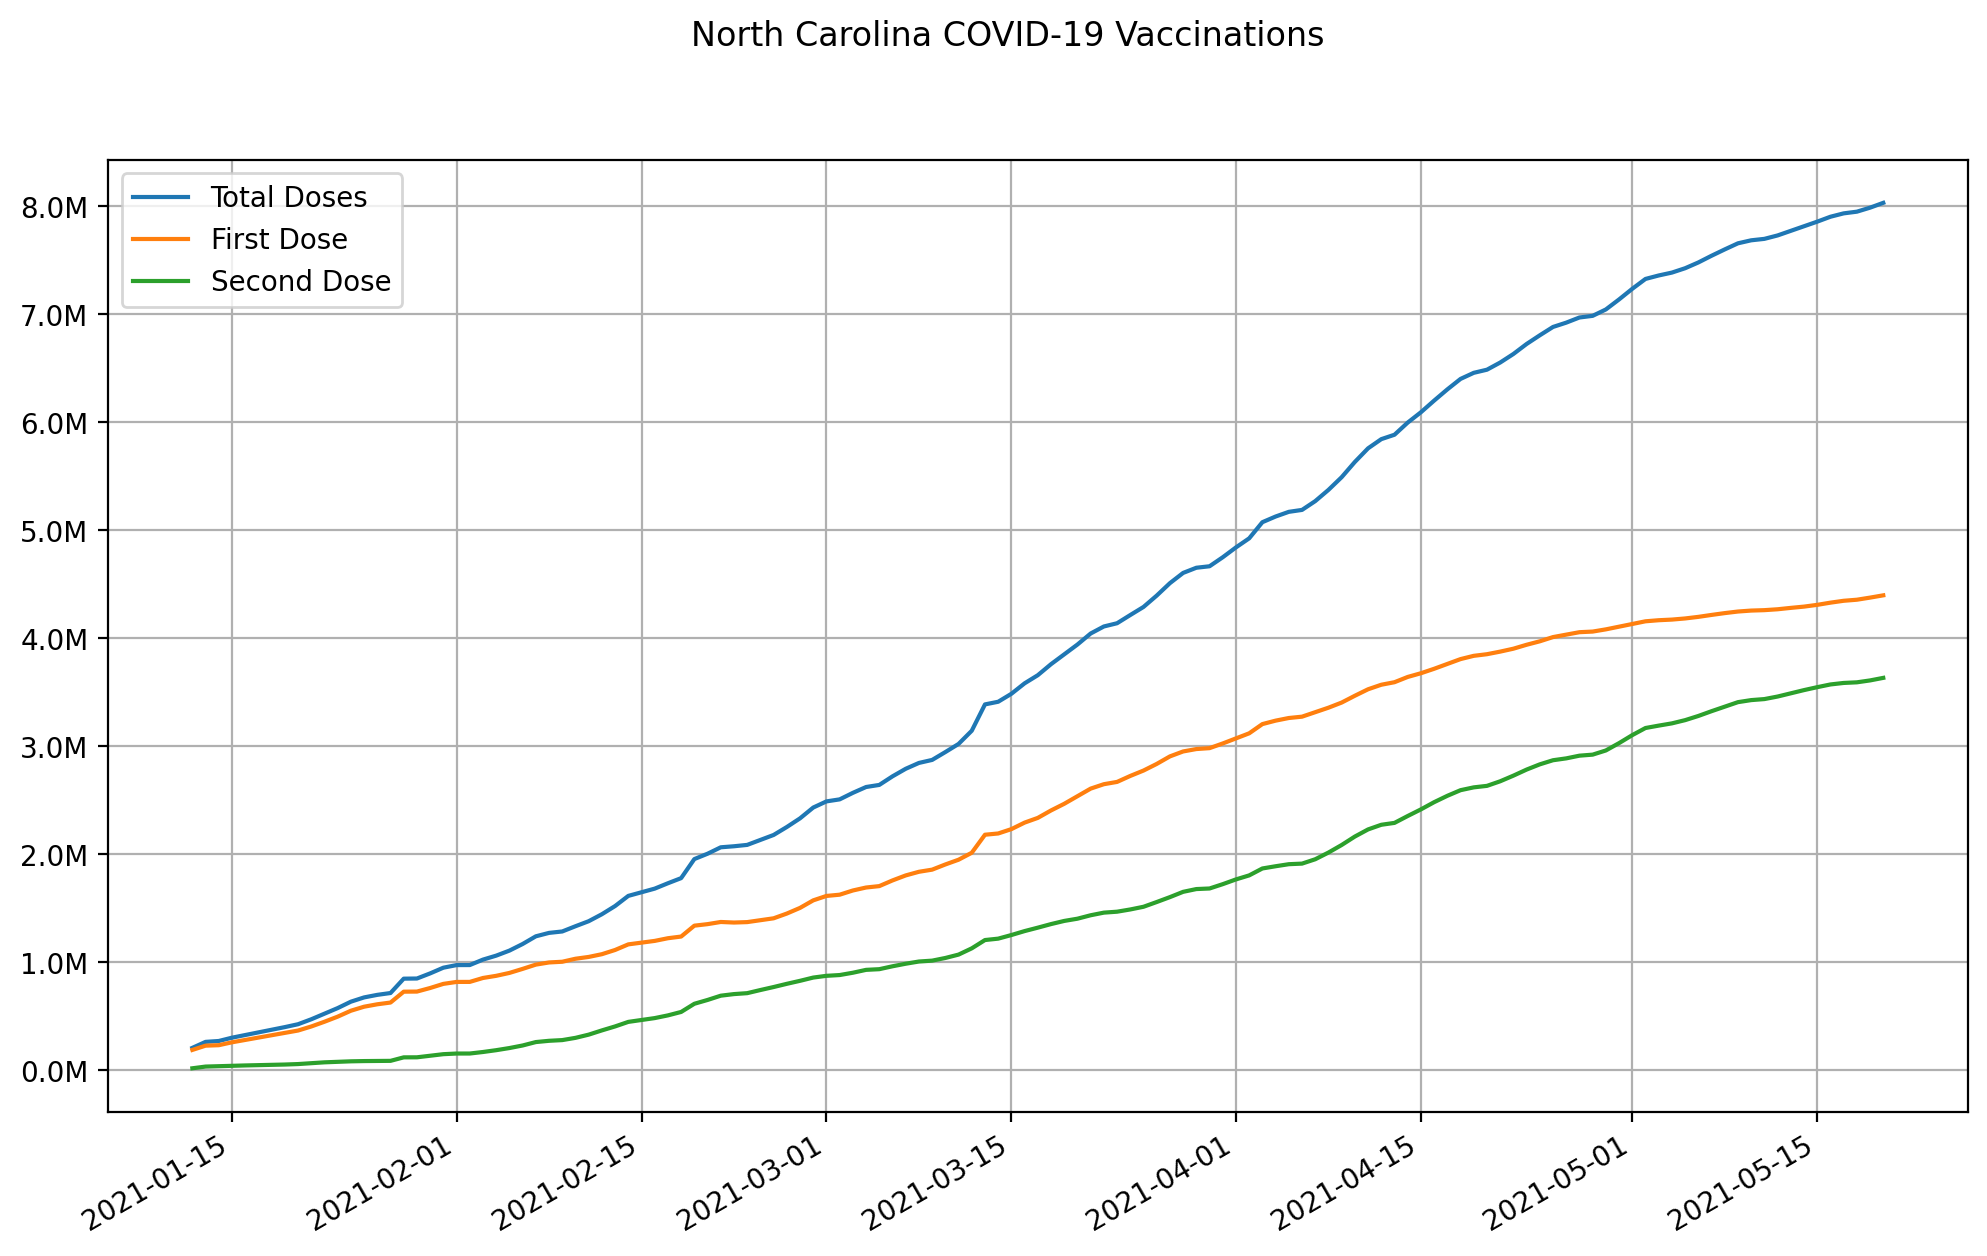 North Carolina COVID-19 Vaccinations
Total Doses
First Dose
Second Dose
8.0M
7.0M
6.0M
5.0M
4.0M
3.0M
2.0M
1.0M
0.0M
2021-01-15
2021-02-01
2021-02-15
2021-03-01
2021-03-15
2021-04-01
2021-04-15
2021-05-01
2021-05-15